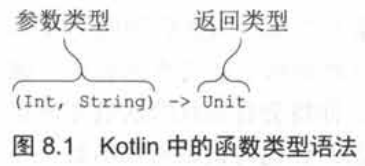 参数类型 返回类型
(Int, String) -> Unit
图 8.1 Kotlin 中的函数类型语法